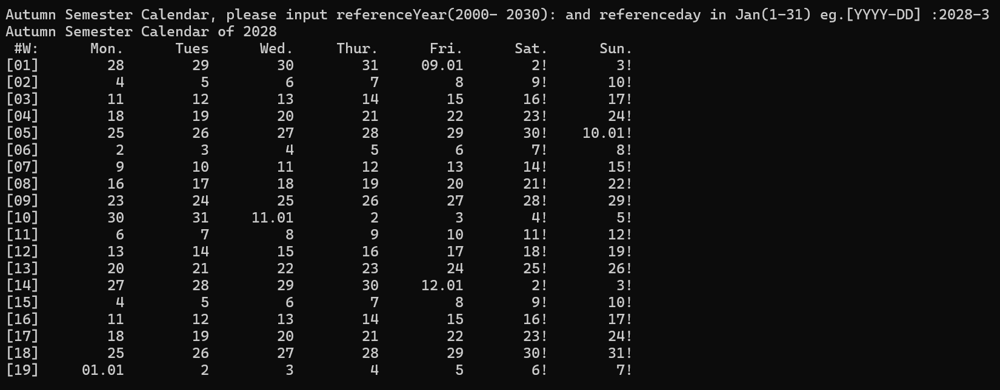 Autumn Semester Calendar, please input referenceYear(2000- 2030): and referenceday in Jan(1-31) eg.[YYYY-DD] :2028-3
Autumn Semester Calendar of 2028
#W: Mon. Tues Wed. Thur. Fri. Sat. Sun.
[01] 28 29 30 31 09.01 2! 3!
[02] 4 5 6 7 8 9! 10!
[03] 11 12 13 14 15 16! 17!
[04] 18 19 20 21 22 23! 24!
[05] 25 26 27 28 29 30! 10.01!
[06] 2 3 4 5 6 7! 8!
[07] 9 10 11 12 13 14! 15!
[08] 16 17 18 19 20 21! 22!
[09] 23 24 25 26 27 28! 29!
[10] 30 31 11.01 2 3 4! 5!
[11] 6 7 8 9 10 11! 12!
[12] 13 14 15 16 17 18! 19!
[13] 20 21 22 23 24 25! 26!
[14] 27 28 29 30 12.01 2! 3!
[15] 4 5 6 7 8 9! 10!
[16] 11 12 13 14 15 16! 17!
[17] 18 19 20 21 22 23! 24!
[18] 25 26 27 28 29 30! 31!
[19] 01.01 2 3 4 5 6! 7!